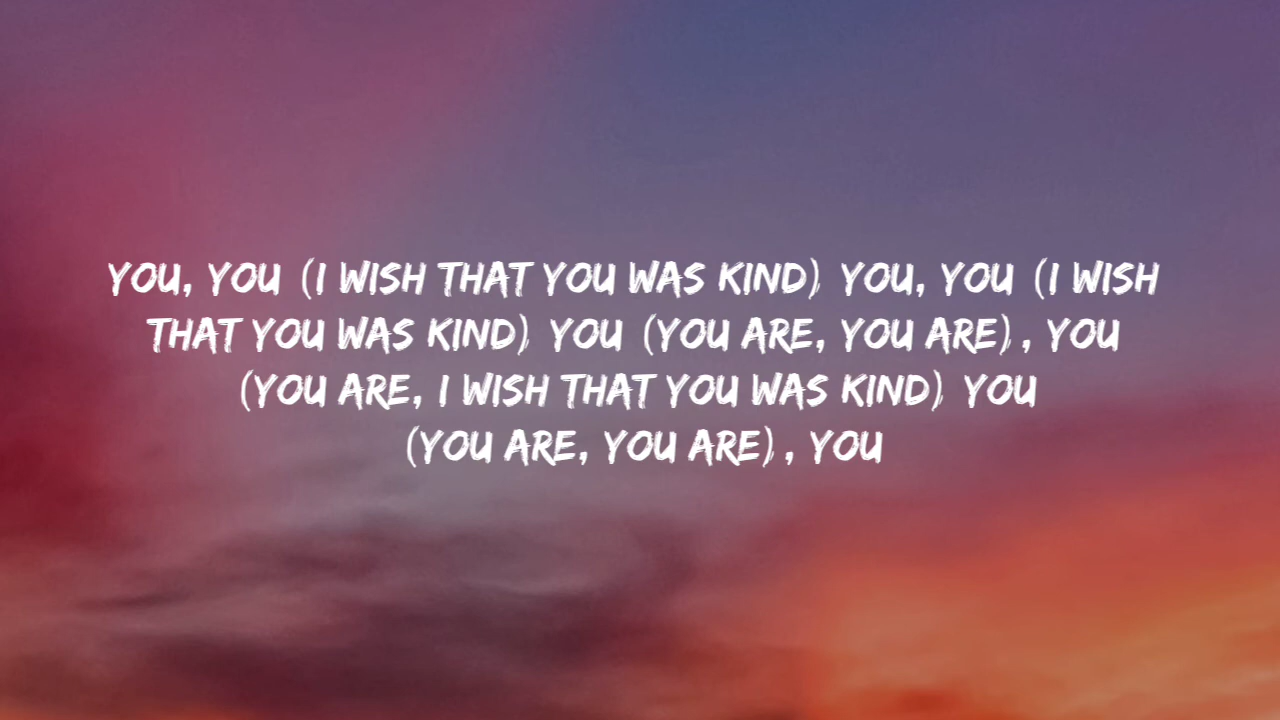 YOU, YOU (I WISH THAT YOU WAS KIND) YOU, YOU (I WISH
THAT YOU WAS KIND) YOU (YOU ARE, YOU ARE), YOU
(YOU ARE, I WISH THAT YOU WAS KIND) YOU
(YOU ARE, YOU ARE), YOU